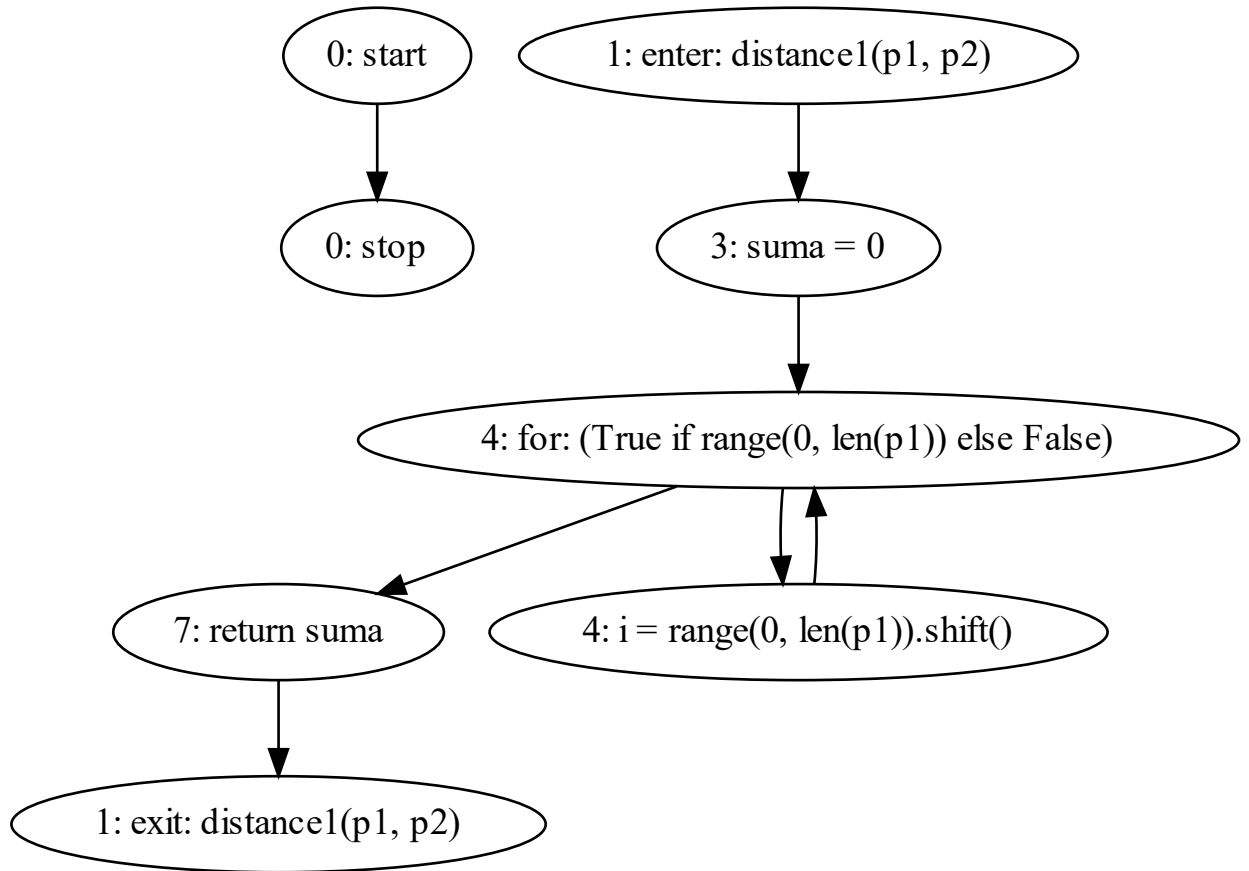 0: start
1: enter: distance1(p1, p2)
0: stop
3: suma = 0
4: for: (True if range(0, len(p1)) else False)
7: return suma
4: i = range(0, len(p1)).shift()
1: exit: distance1(p1, p2)